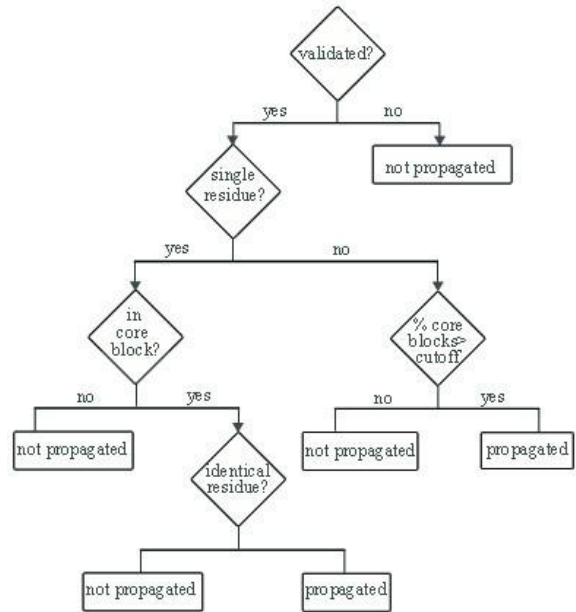 validated?
yes
no
single
residue?
not propagated
yes
no
in
core
block?
% core
blocks>
cutoff
no
yes
no
yes
not propagated
identical
residue?
not propagated
propagated
not propagated
propagated